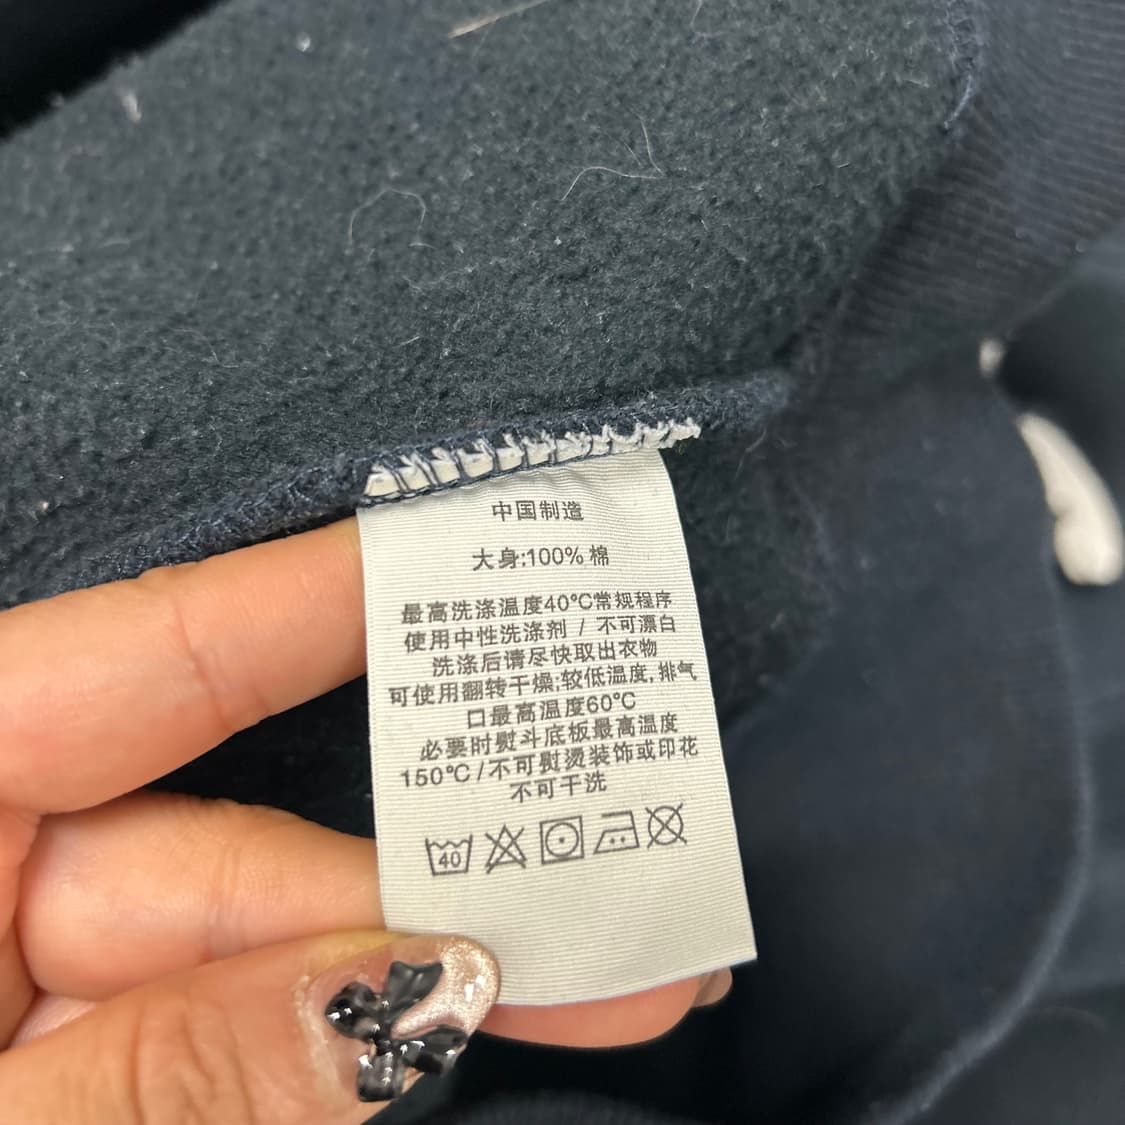 中国制造
大身:100% 棉
最高洗涤温度40°C常规程序
使用中性洗涤剂 / 不可漂白
洗涤后请尽快取出衣物
可使用翻转干燥;较低温度,排气
口最高温度60°C
必要时熨斗底板最高温度
150°C/不可熨烫装饰或印花
不可干洗
40